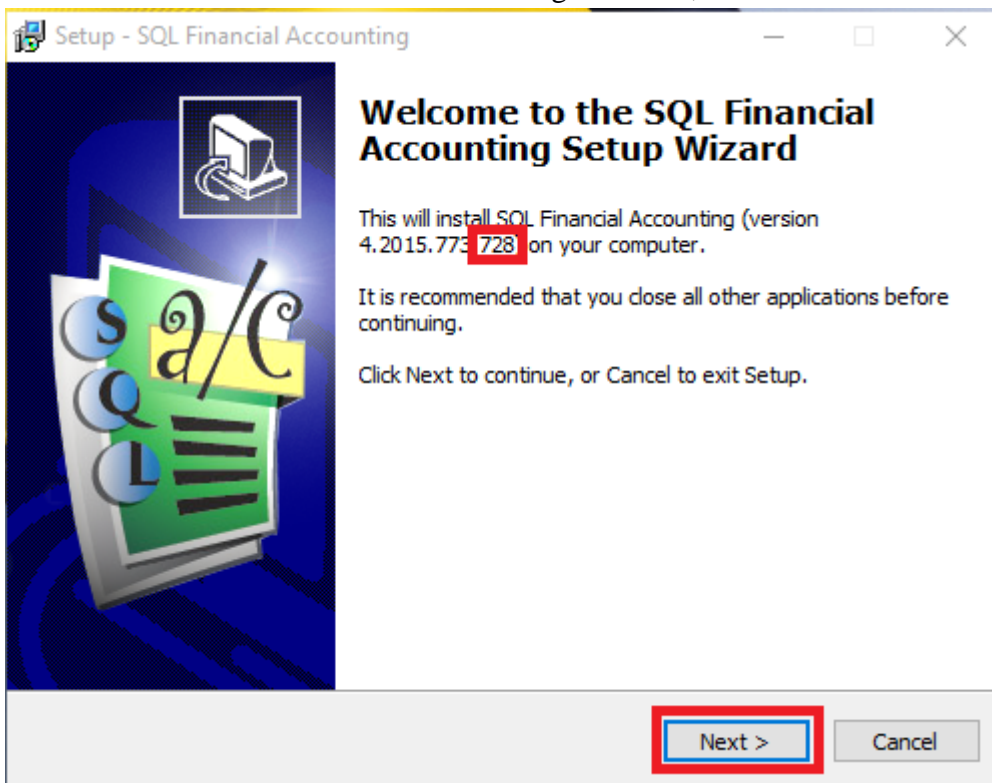 Setup - SQL Financial Accounting
Welcome to the SQL Financial
Accounting Setup Wizard
This will install SQL Financial Accounting (version
4.2015.773.728) on your computer.
It is recommended that you close all other applications before
continuing.
Click Next to continue, or Cancel to exit Setup.
S a/c
Q
L
Next >
Cancel